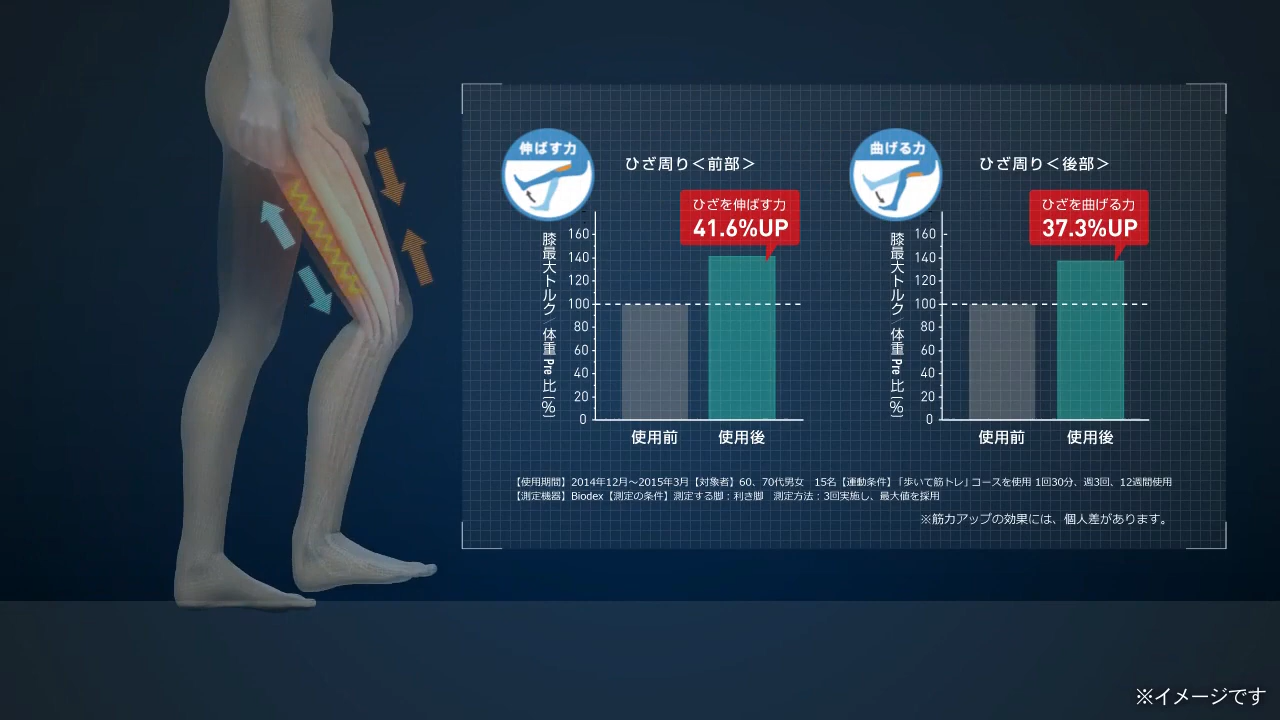 伸ばす力
ひざ周り＜前部＞
ひざを伸ばす力
41.6%UP
膝最大トルク／体重 Pre 比(%)
160
140
120
100
80
60
40
20
0
使用前
使用後
曲げる力
ひざ周り＜後部＞
ひざを曲げる力
37.3%UP
膝最大トルク／体重 Pre 比(%)
160
140
120
100
80
60
40
20
0
使用前
使用後
【使用期間】2014年12月～2015年3月【対象者】60、70代男女　15名【運動条件】「歩いて筋トレ」コースを使用 1回30分、週3回、12週間使用
【測定機器】Biodex【測定の条件】測定する脚：利き脚　測定方法：3回実施し、最大値を採用
※筋力アップの効果には、個人差があります。
※イメージです